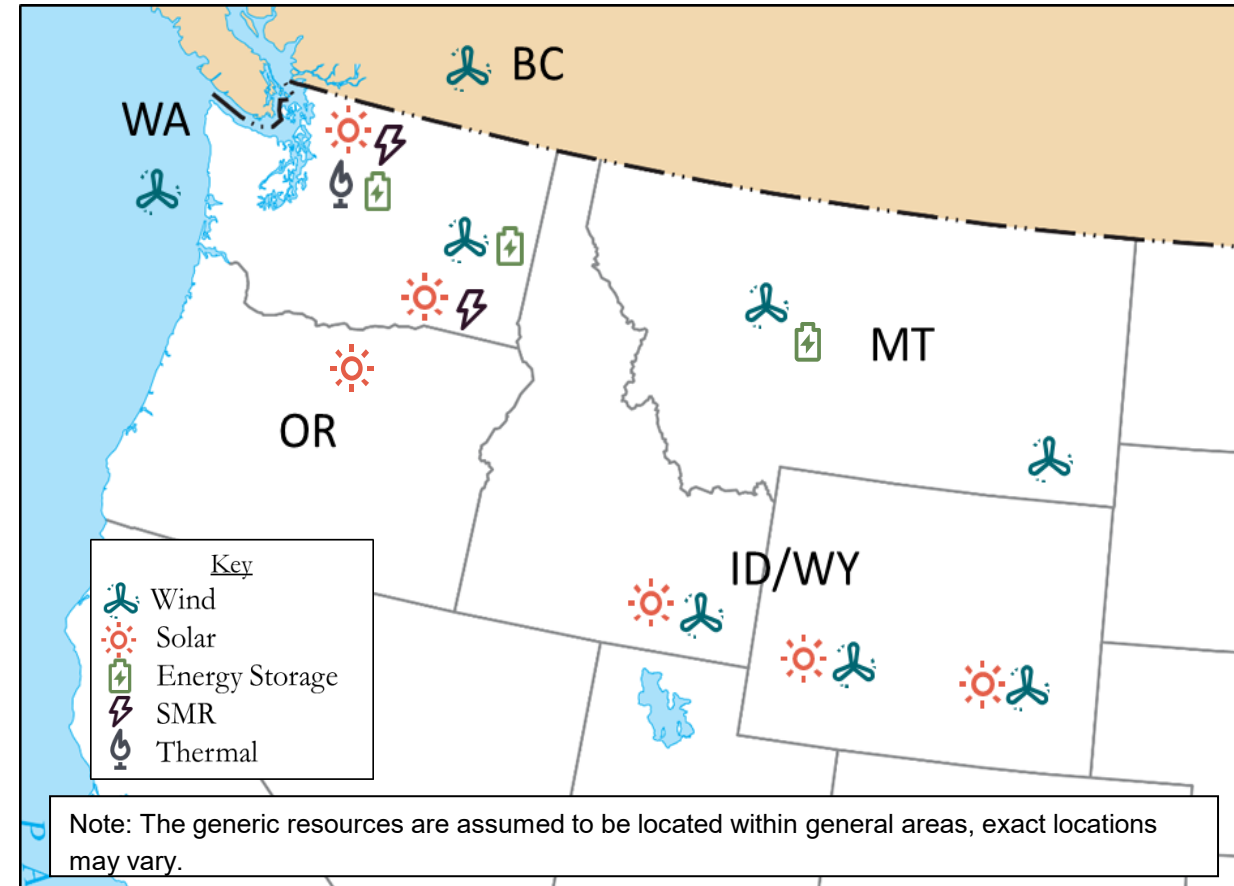 BC
WA
MT
OR
ID/WY
Key
Wind
Solar
Energy Storage
SMR
Thermal
Note: The generic resources are assumed to be located within general areas, exact locations
may vary.
P A